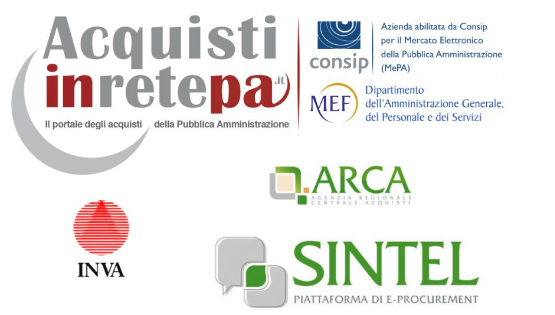 Acquisti
inretepa.it
Il portale degli acquisti della Pubblica Amministrazione
consip
Azienda abilitata da Consip
per il Mercato Elettronico
della Pubblica Amministrazione
(MePA)
MEF
Dipartimento
dell'Amministrazione Generale,
del Personale e dei Servizi
ARCA
AGENZIA REGIONALE
CENTRALE ACQUISTI
INVA
SINTEL
PIATTAFORMA DI E-PROCUREMENT